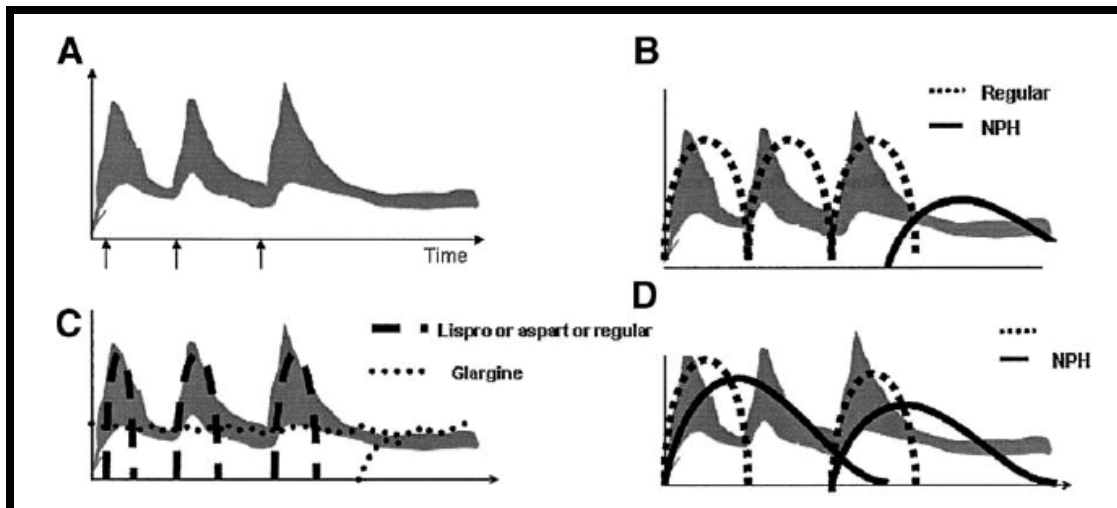 A
Time
B
Regular
NPH
C
Lispro or aspart or regular
Glargine
D
NPH